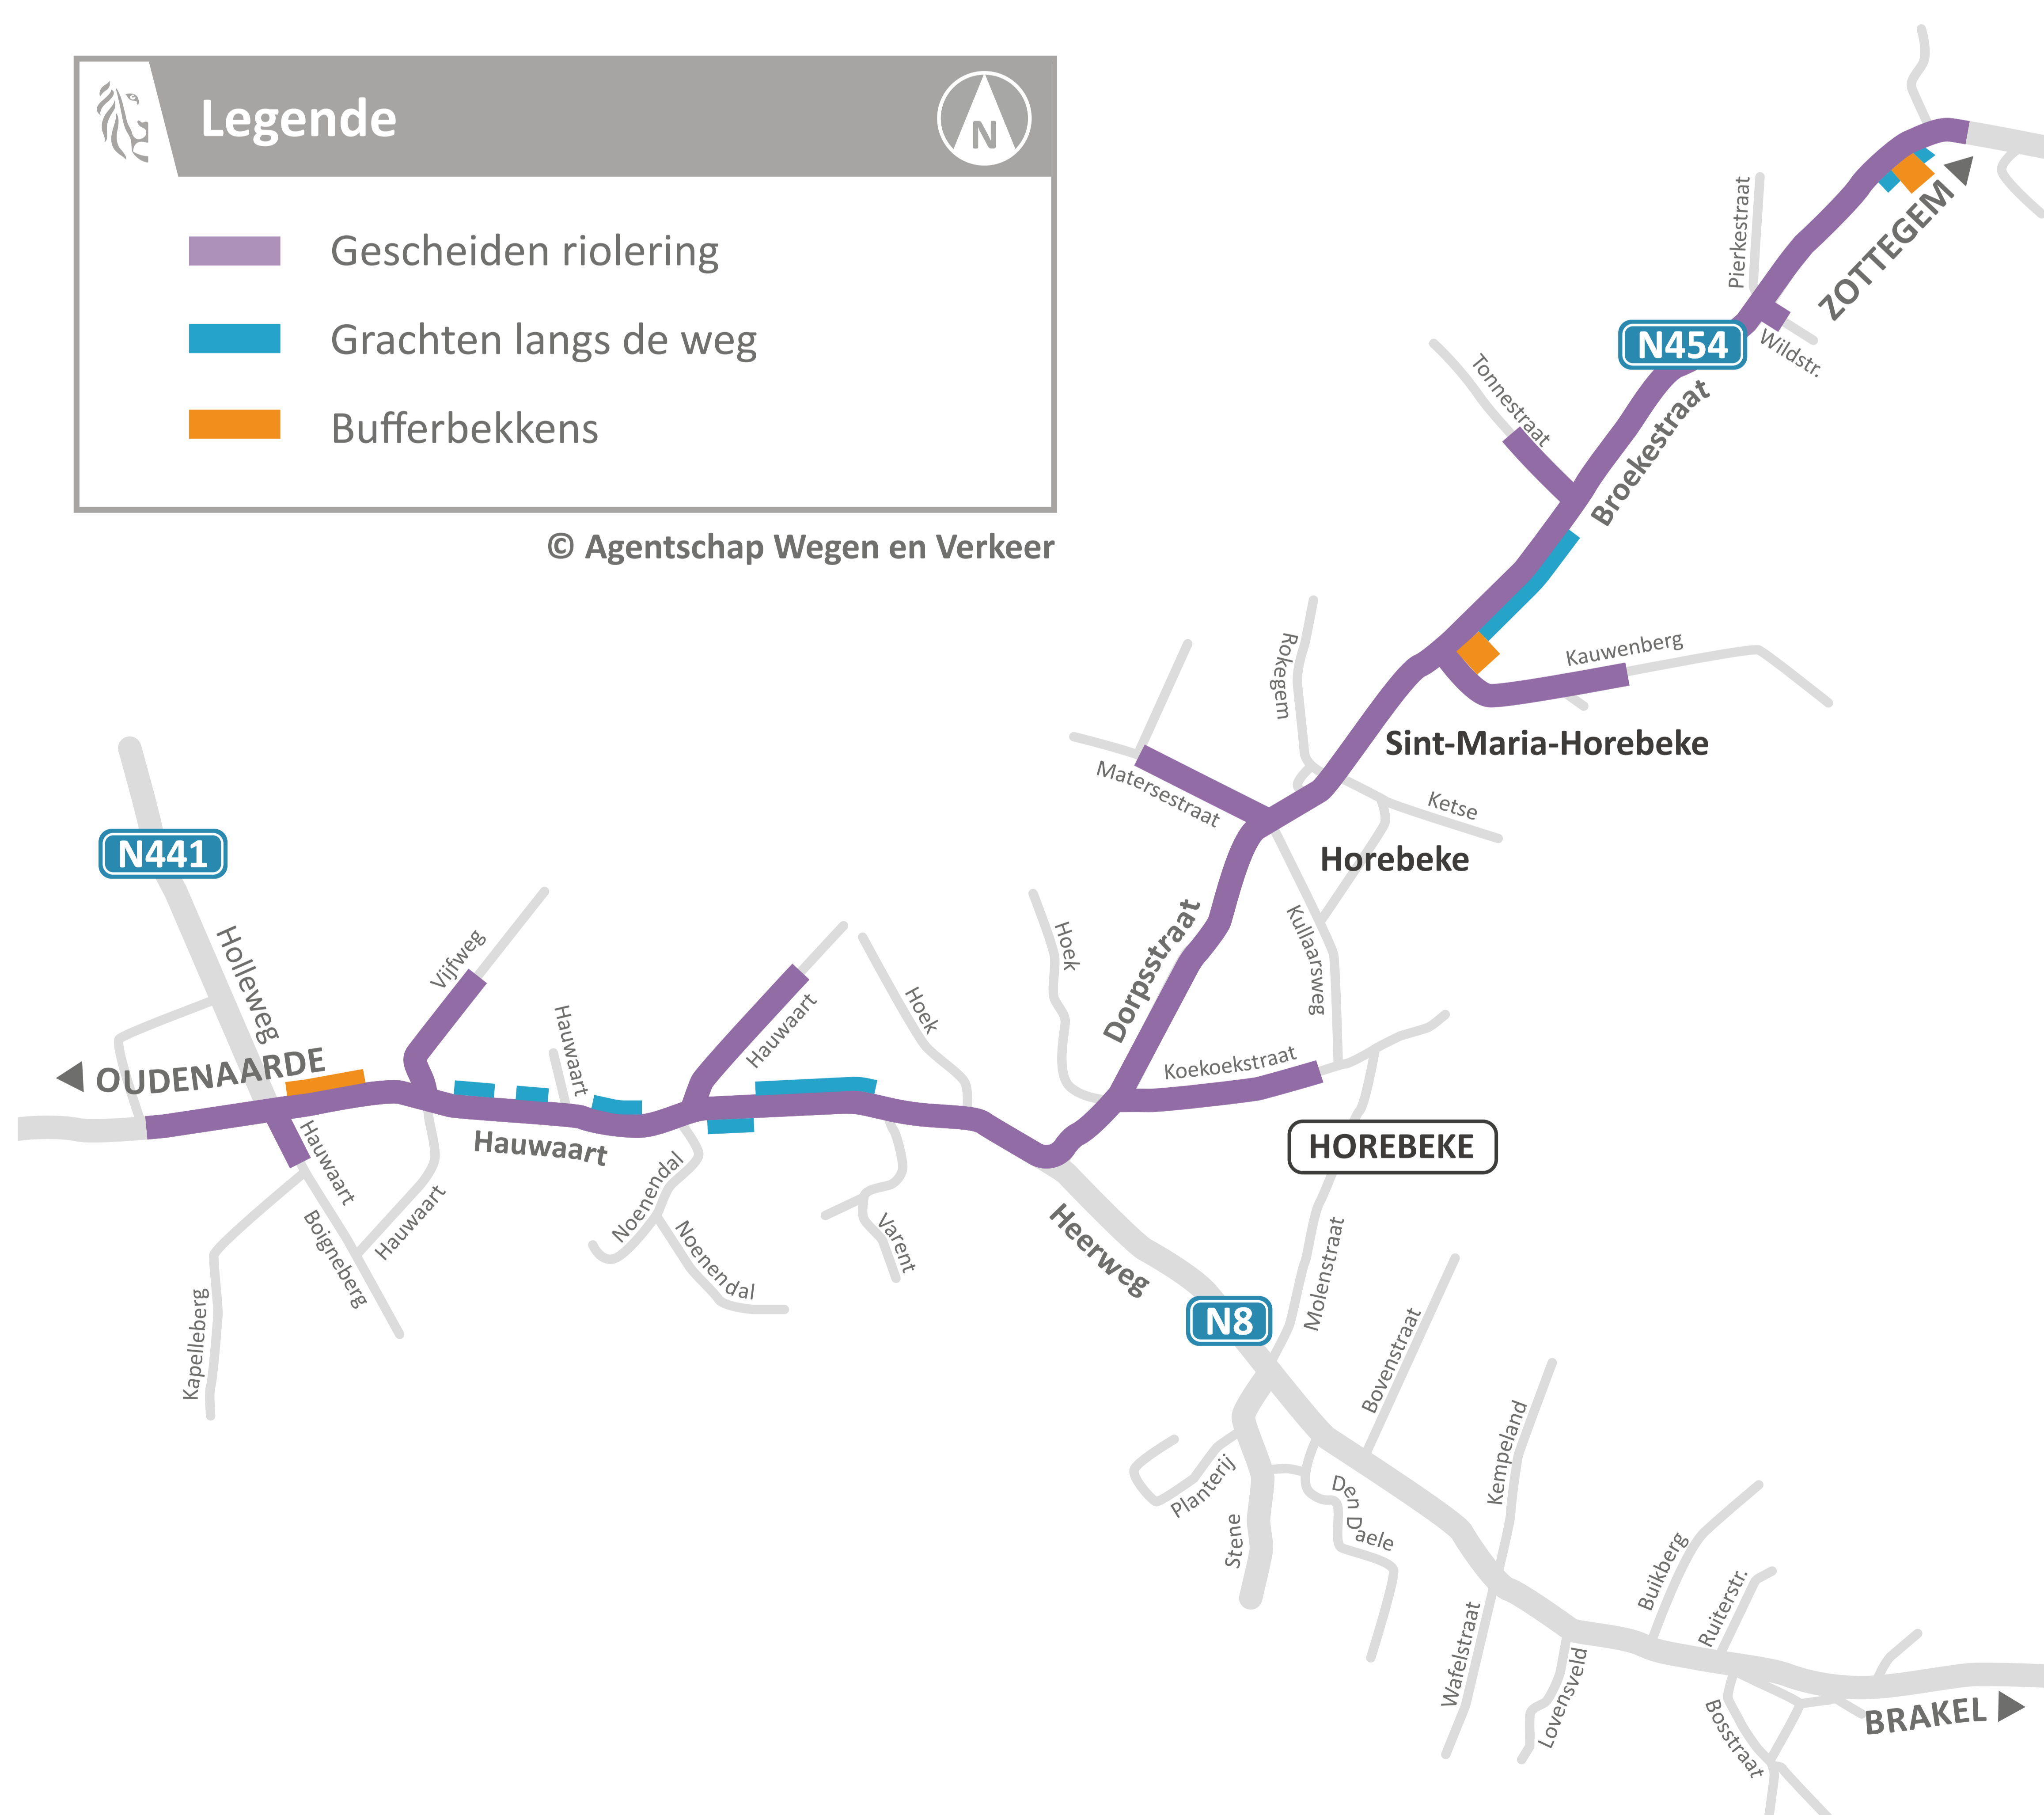 Legende
N
Gescheiden riolering
Grachten langs de weg
Bufferbekkens
© Agentschap Wegen en Verkeer
ZOTTEGEM
Pierkestraat
N454
Wildstr.
Tonnestraat
Broekestraat
Rokegem
Kauwenberg
Sint-Maria-Horebeke
Matersestraat
Ketse
Horebeke
N441
Holleweg
Vijfweg
Hauwaart
Hauwaart
Hoek
Hoek
Dorpsstraat
Kullaarsweg
Koekoekstraat
OUDENAARDE
Hauwaart
Hauwaart
HOREBEKE
Hauwaart
Boigneberg
Kapelleberg
Noenendal
Noenendal
Varent
Heerweg
N8
Molenstraat
Bovenstraat
Kempeland
Planterij
Stene
Den Daele
Buikberg
Ruiterstr.
Wafelstraat
Lovensveld
Bosstraat
BRAKEL